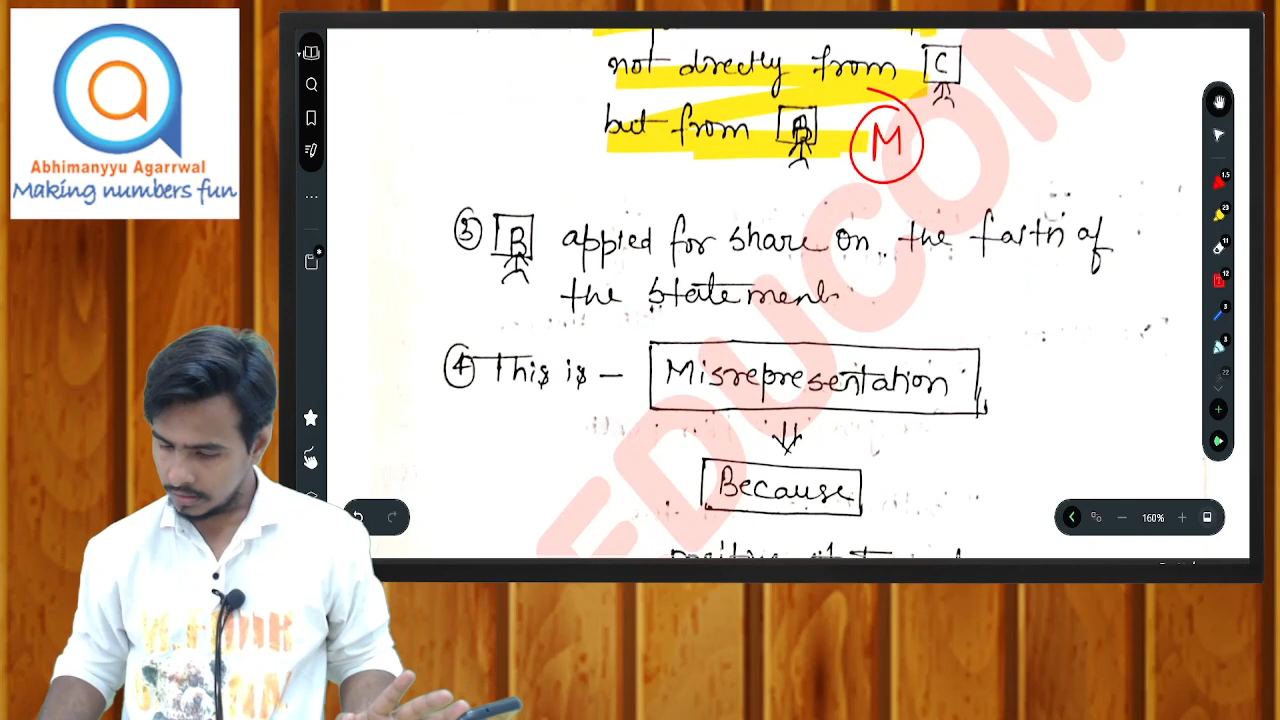 Abhimanyyu Agarrwal
Making numbers fun
not directly from C
but from B M
③ B applied for share on the faith of
the statement
④ This is – Misrepresentation
Because
EDUCOM
160%